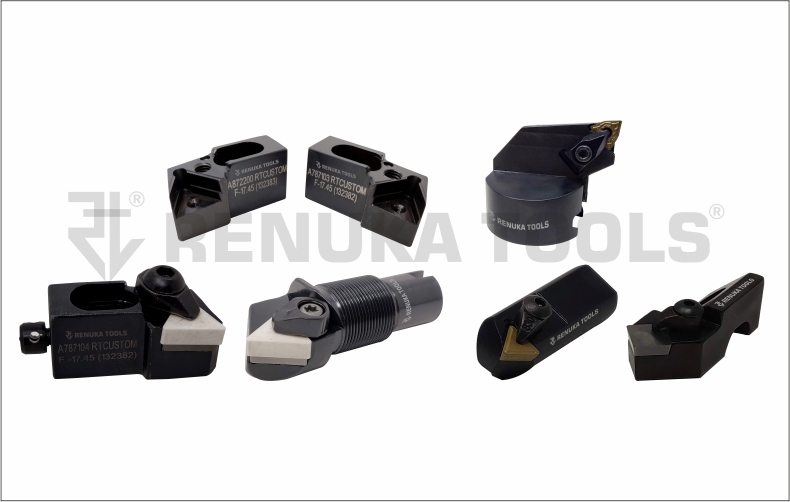 RENUKA TOOLS
A872200 RTCUSTOM
F-17.45 (132383)
RENUKA TOOLS
A787103 RTCUSTOM
F-17.45 (132382)
RENUKA TOOLS
RENUKA TOOLS®
RENUKA TOOLS
A787104 RTCUSTOM
F -17.45 (132382)
RENUKA TOOLS
RENUKA TOOLS
RENUKA TOOLS